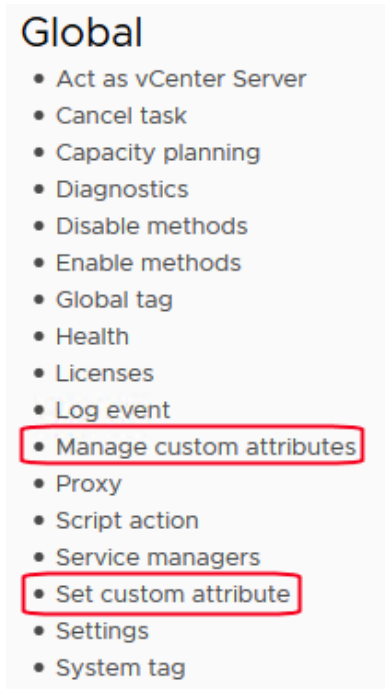 Global
• Act as vCenter Server
• Cancel task
• Capacity planning
• Diagnostics
• Disable methods
• Enable methods
• Global tag
• Health
• Licenses
• Log event
• Manage custom attributes
• Proxy
• Script action
• Service managers
• Set custom attribute
• Settings
• System tag